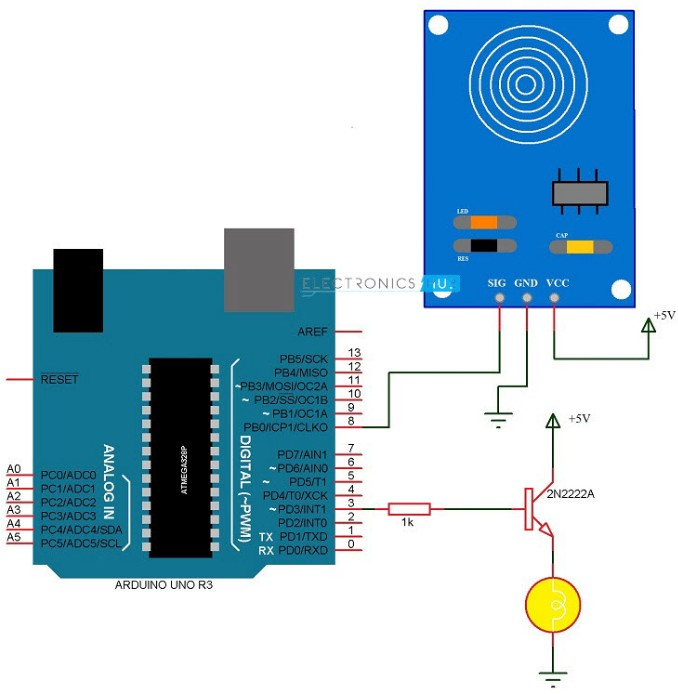 LED
RES
CAP
SIG GND VCC
+5V
ELECTRONICS HUB
AREF
PB5/SCK 13
PB4/MISO 12
~PB3/MOSI/OC2A 11
~ PB2/SS/OC1B 10
~ PB1/OC1A 9
PB0/ICP1/CLKO 8
RESET
+5V
PD7/AIN1 7
~ PD6/AIN0 6
~ PD5/T1 5
PD4/T0/XCK 4
~ PD3/INT1 3
PD2/INT0 2
TX PD1/TXD 1
RX PD0/RXD 0
A0 PC0/ADC0
A1 PC1/ADC1
A2 PC2/ADC2
A3 PC3/ADC3
A4 PC4/ADC4/SDA
A5 PC5/ADC5/SCL
ANALOG IN
ATMEGA328P
DIGITAL (~PWM)
1k
2N2222A
ARDUINO UNO R3